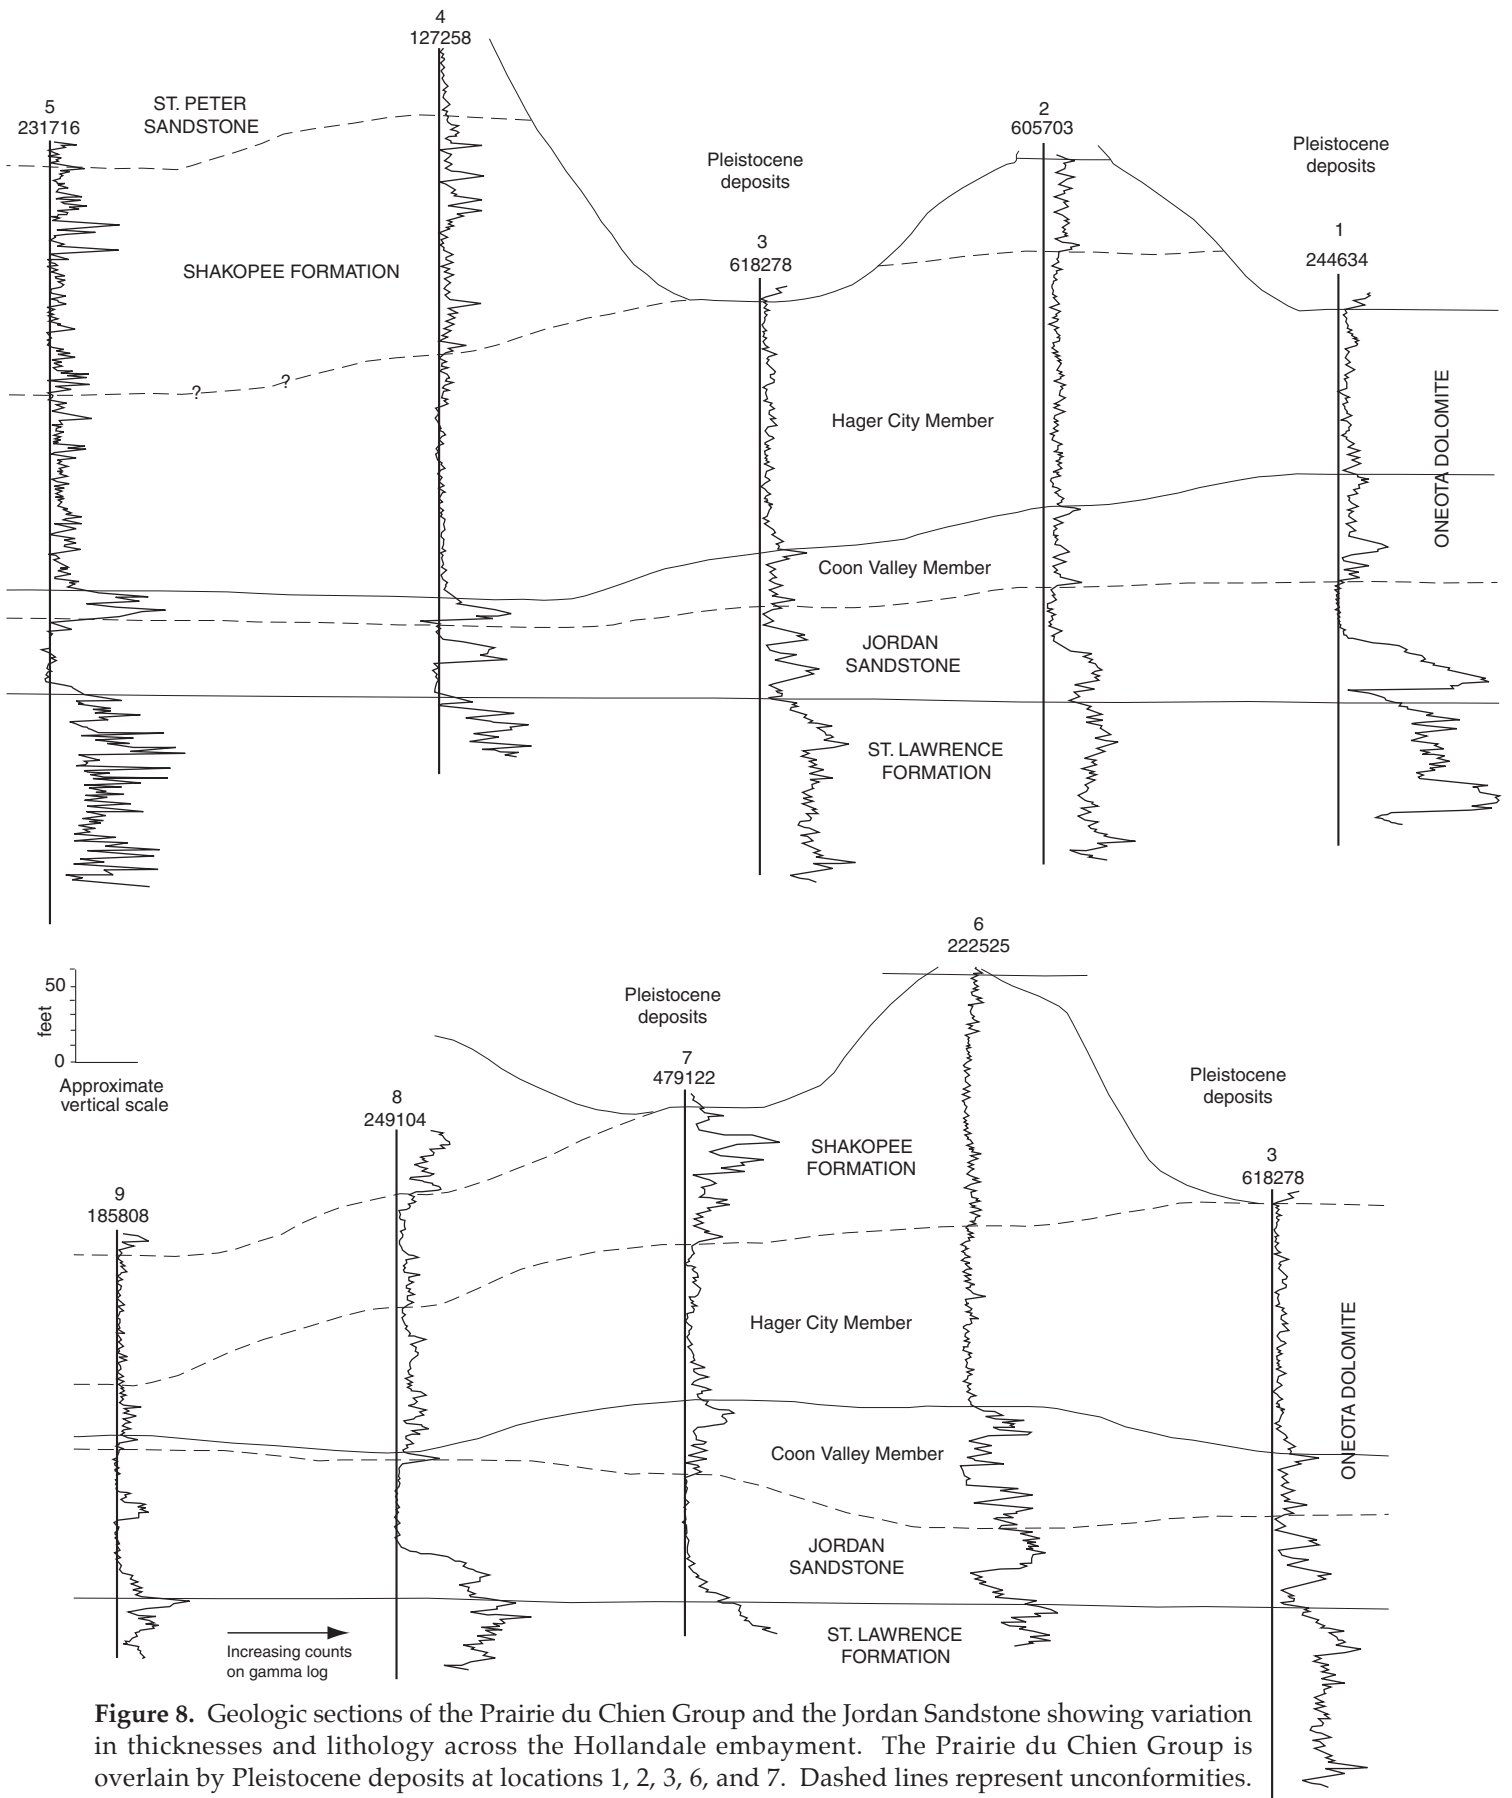 4
127258
5
231716
ST. PETER
SANDSTONE
2
605703
Pleistocene
deposits
Pleistocene
deposits
3
618278
1
244634
SHAKOPEE FORMATION
?
?
Hager City Member
ONEOTA DOLOMITE
Coon Valley Member
JORDAN
SANDSTONE
ST. LAWRENCE
FORMATION
6
222525
50
feet
0
Approximate
vertical scale
Pleistocene
deposits
7
479122
8
249104
Pleistocene
deposits
SHAKOPEE
FORMATION
3
618278
9
185808
Hager City Member
ONEOTA DOLOMITE
Coon Valley Member
JORDAN
SANDSTONE
ST. LAWRENCE
FORMATION
Increasing counts
on gamma log
Figure 8. Geologic sections of the Prairie du Chien Group and the Jordan Sandstone showing variation
in thicknesses and lithology across the Hollandale embayment. The Prairie du Chien Group is
overlain by Pleistocene deposits at locations 1, 2, 3, 6, and 7. Dashed lines represent unconformities.